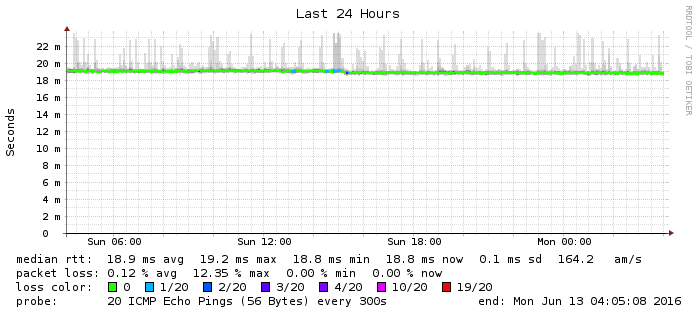 Last 24 Hours
RRDTOOL / TOBI OETIKER
Seconds
22 m
20 m
18 m
16 m
14 m
12 m
10 m
8 m
6 m
4 m
2 m
0
Sun 06:00 Sun 12:00 Sun 18:00 Mon 00:00
median rtt: 18.9 ms avg 19.2 ms max 18.8 ms min 18.8 ms now 0.1 ms sd 164.2 am/s
packet loss: 0.12 % avg 12.35 % max 0.00 % min 0.00 % now
loss color: 0 1/20 2/20 3/20 4/20 10/20 19/20
probe: 20 ICMP Echo Pings (56 Bytes) every 300s end: Mon Jun 13 04:05:08 2016